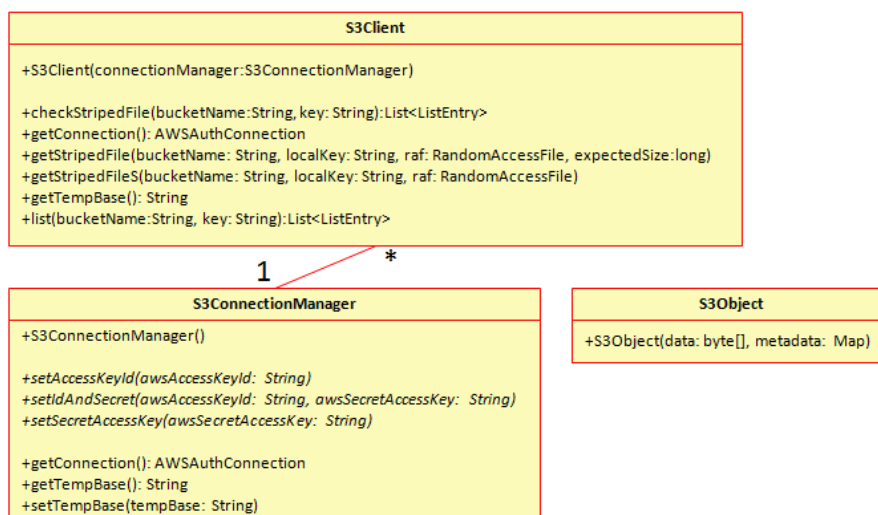 S3Client
+S3Client(connectionManager:S3ConnectionManager)
+checkStripedFile(bucketName:String, key: String):List<ListEntry>
+getConnection(): AWSAuthConnection
+getStripedFile(bucketName: String, localKey: String, raf: RandomAccessFile, expectedSize:long)
+getStripedFileS(bucketName: String, localKey: String, raf: RandomAccessFile)
+getTempBase(): String
+list(bucketName:String, key: String):List<ListEntry>
*
1
S3ConnectionManager
+S3ConnectionManager()
+setAccessKeyId(awsAccessKeyId: String)
+setIdAndSecret(awsAccessKeyId: String, awsSecretAccessKey: String)
+setSecretAccessKey(awsSecretAccessKey: String)
+getConnection(): AWSAuthConnection
+getTempBase(): String
+setTempBase(tempBase: String)
S3Object
+S3Object(data: byte[], metadata: Map)